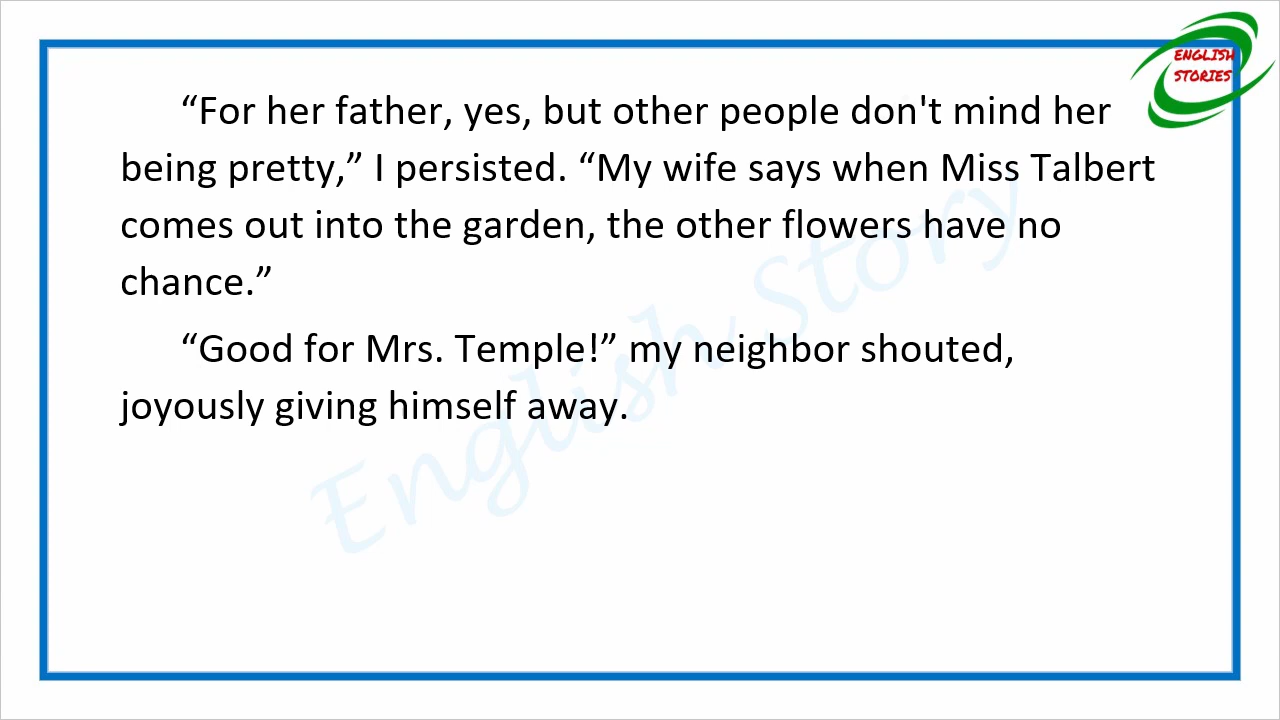 ENGLISH
STORIES
“For her father, yes, but other people don't mind her
being pretty,” I persisted. “My wife says when Miss Talbert
comes out into the garden, the other flowers have no
chance.”
“Good for Mrs. Temple!” my neighbor shouted,
joyously giving himself away.
English Story